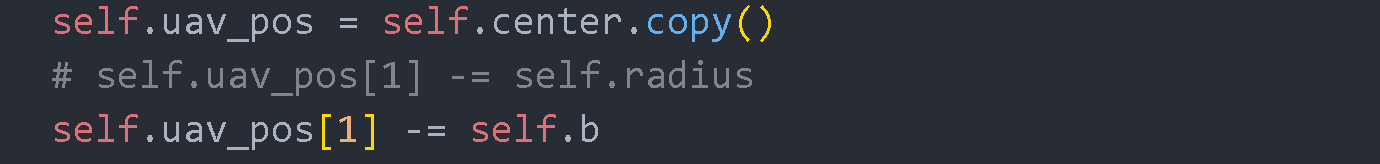 self.uav_pos = self.center.copy()
# self.uav_pos[1] -= self.radius
self.uav_pos[1] -= self.b